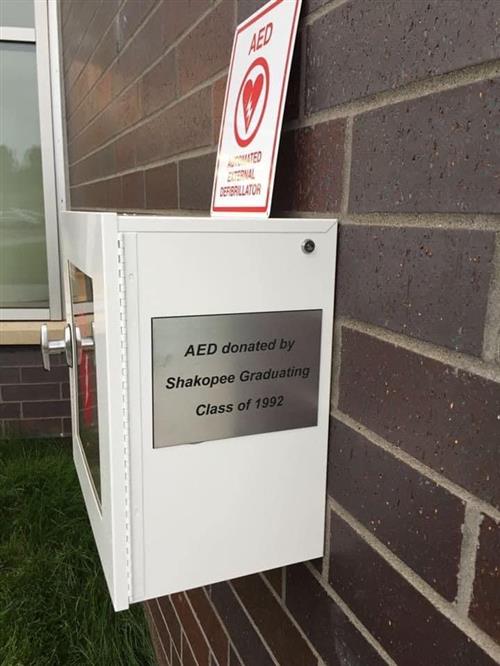 AED
AUTOMATED
EXTERNAL
DEFIBRILLATOR
AED donated by
Shakopee Graduating
Class of 1992